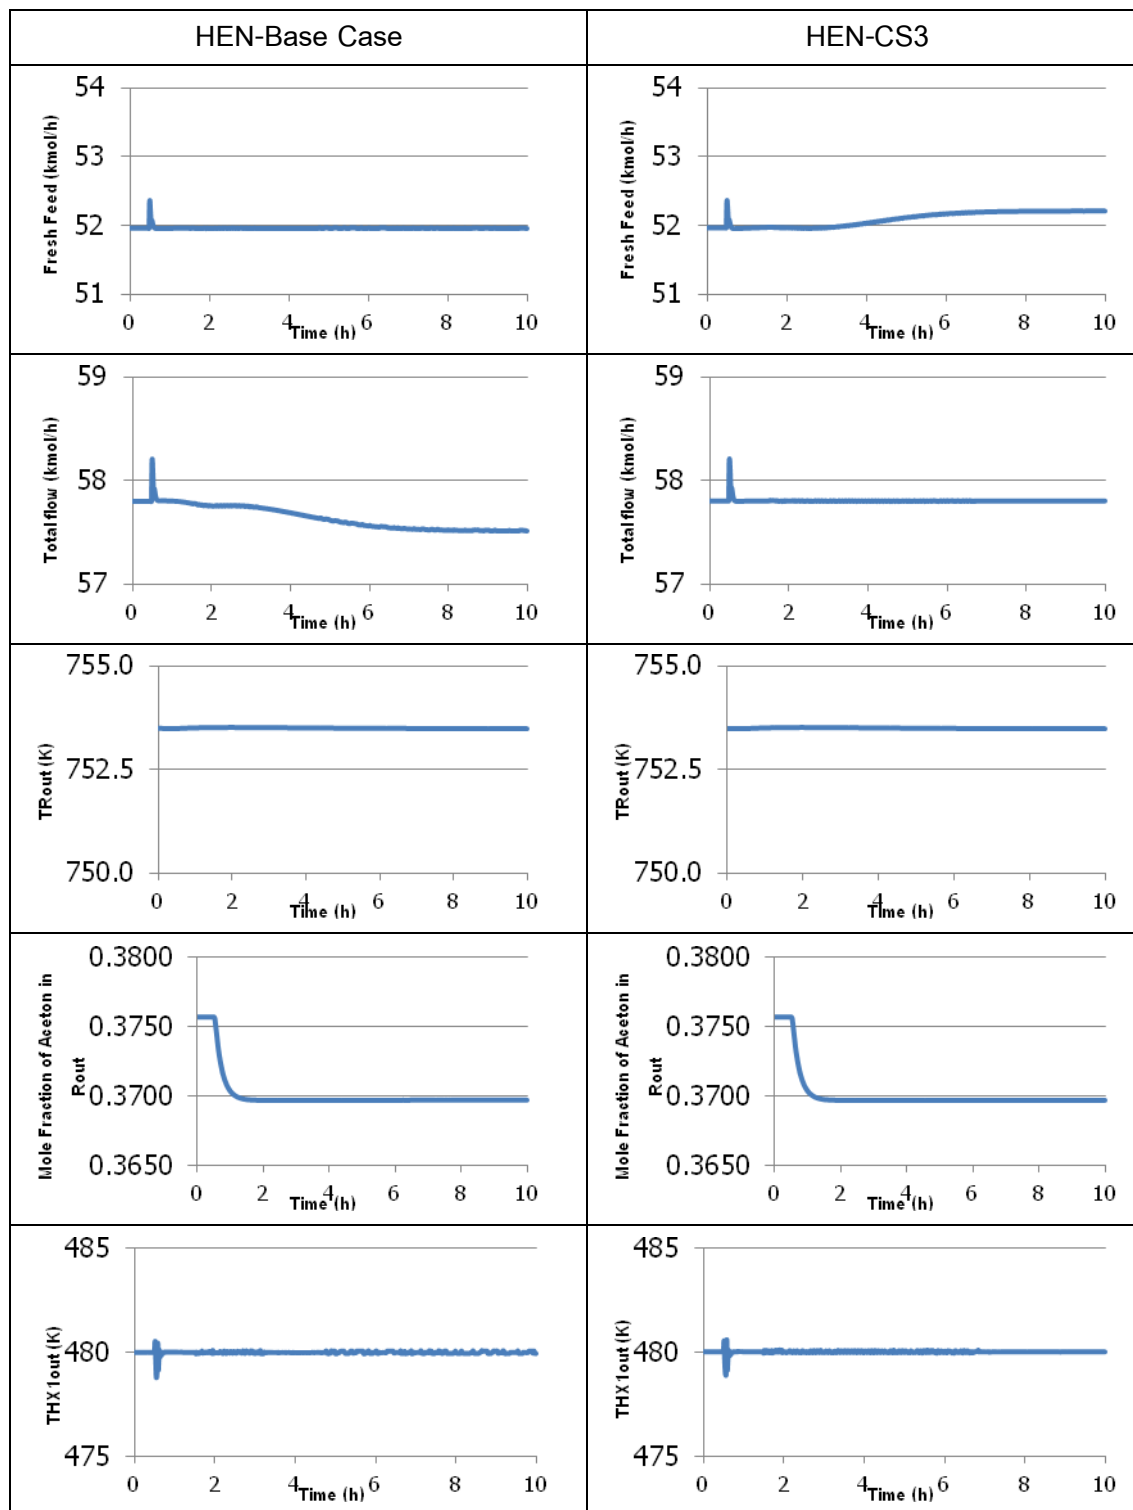 HEN-Base Case
HEN-CS3
Fresh Feed (kmol/h)
54
53
52
51
0 2 4 6 8 10
Time (h)
Fresh Feed (kmol/h)
54
53
52
51
0 2 4 6 8 10
Time (h)
Total flow (kmol/h)
59
58
57
0 2 4 6 8 10
Time (h)
Total flow (kmol/h)
59
58
57
0 2 4 6 8 10
Time (h)
TRout (K)
755.0
752.5
750.0
0 2 4 6 8 10
Time (h)
TRout (K)
755.0
752.5
750.0
0 2 4 6 8 10
Time (h)
Mole Fraction of Aceton in
Rout
0.3800
0.3750
0.3700
0.3650
0 2 4 6 8 10
Time (h)
Mole Fraction of Aceton in
Rout
0.3800
0.3750
0.3700
0.3650
0 2 4 6 8 10
Time (h)
THX1out (K)
485
480
475
0 2 4 6 8 10
Time (h)
THX1out (K)
485
480
475
0 2 4 6 8 10
Time (h)